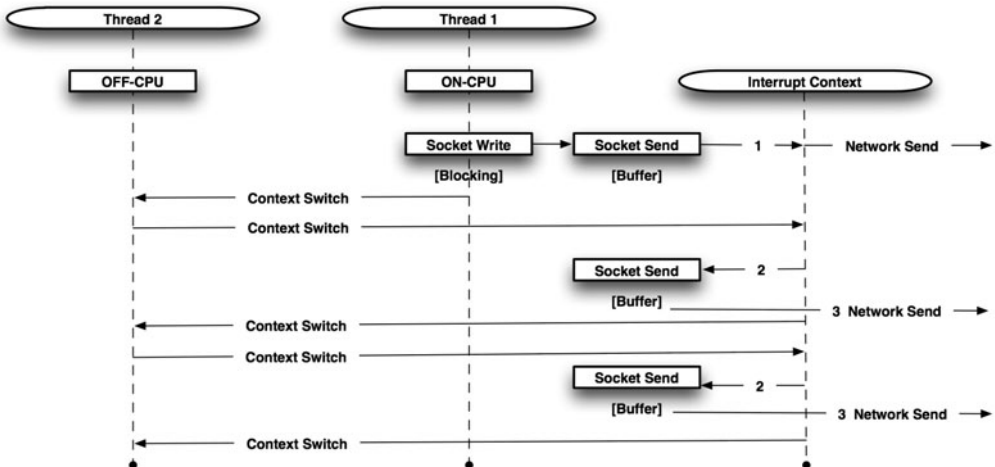 Thread 2
Thread 1
OFF-CPU
ON-CPU
Interrupt Context
Socket Write
Socket Send
1
Network Send
[Blocking]
[Buffer]
Context Switch
Context Switch
Socket Send
2
[Buffer]
3 Network Send
Context Switch
Context Switch
Socket Send
2
[Buffer]
3 Network Send
Context Switch